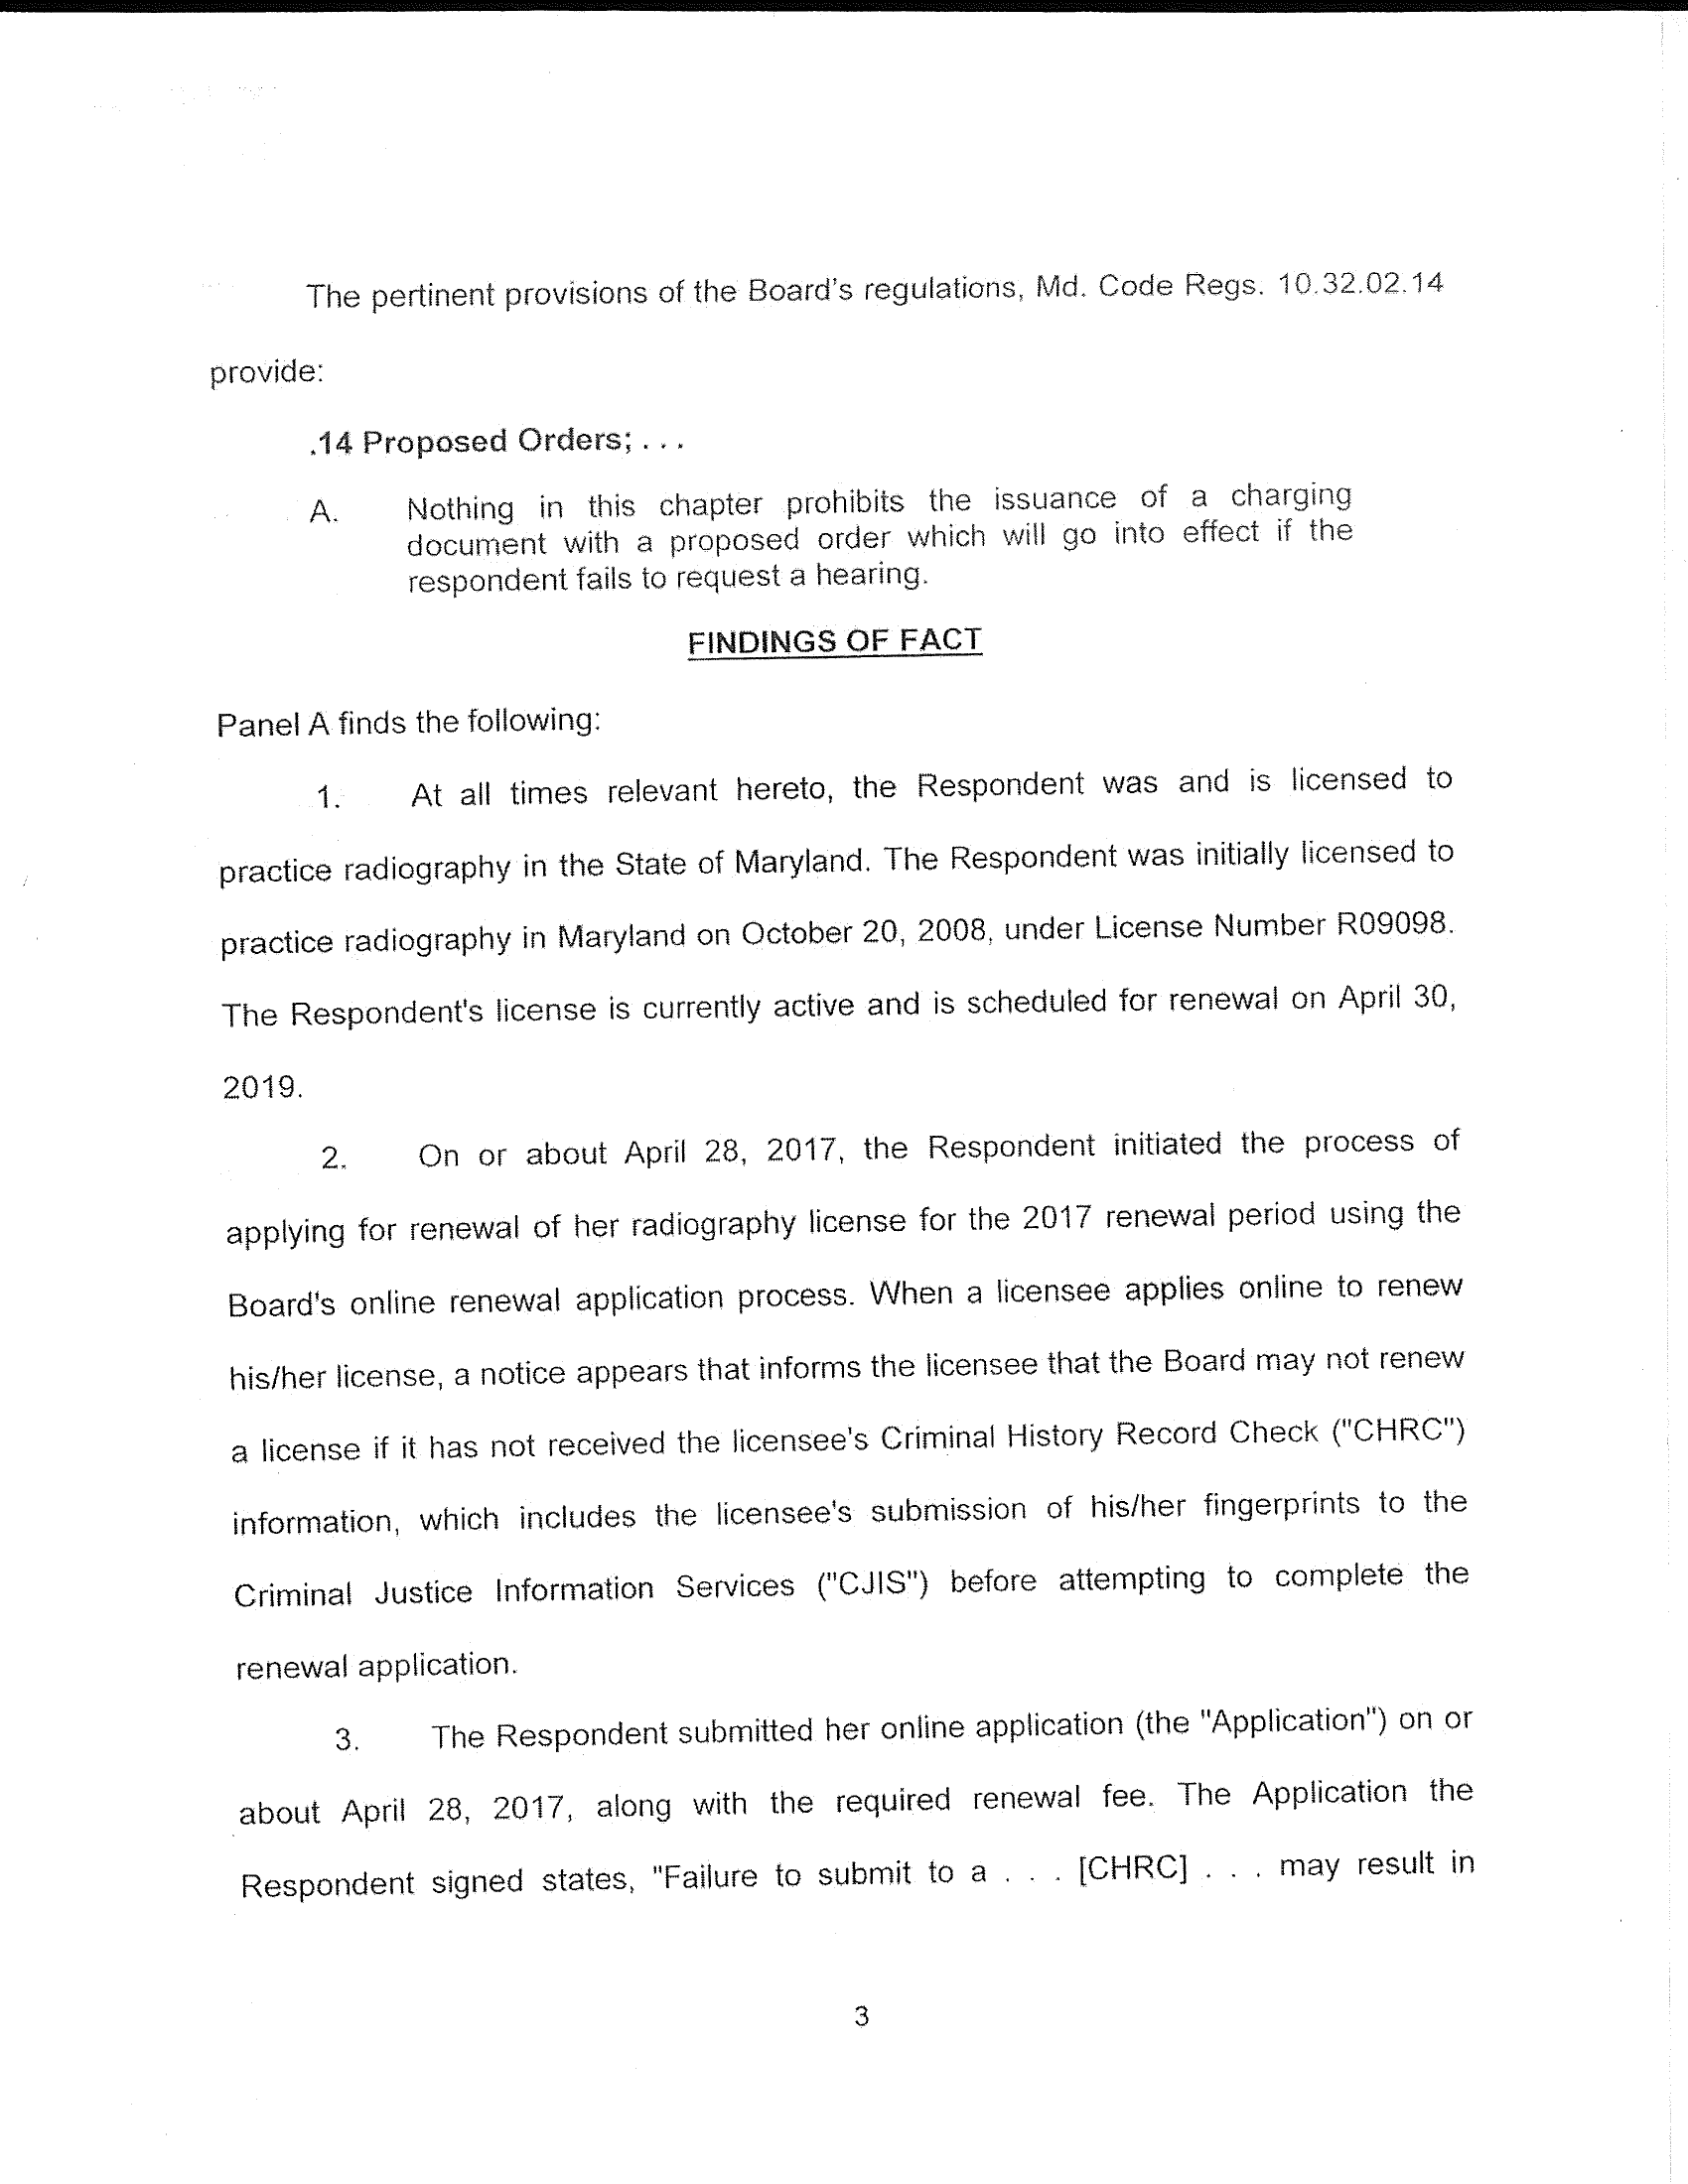 The pertinent provisions of the Board's regulations, Md. Code Regs. 10.32.02.14
provide:
.14 Proposed Orders; . . .
A. Nothing in this chapter prohibits the issuance of a charging
document with a proposed order which will go into effect if the
respondent fails to request a hearing.
FINDINGS OF FACT
Panel A finds the following:
1. At all times relevant hereto, the Respondent was and is licensed to
practice radiography in the State of Maryland. The Respondent was initially licensed to
practice radiography in Maryland on October 20, 2008, under License Number R09098.
The Respondent's license is currently active and is scheduled for renewal on April 30,
2019.
2. On or about April 28, 2017, the Respondent initiated the process of
applying for renewal of her radiography license for the 2017 renewal period using the
Board's online renewal application process. When a licensee applies online to renew
his/her license, a notice appears that informs the licensee that the Board may not renew
a license if it has not received the licensee's Criminal History Record Check ("CHRC")
information, which includes the licensee's submission of his/her fingerprints to the
Criminal Justice Information Services ("CJIS") before attempting to complete the
renewal application.
3. The Respondent submitted her online application (the "Application") on or
about April 28, 2017, along with the required renewal fee. The Application the
Respondent signed states, "Failure to submit to a . . . [CHRC] . . . may result in
3